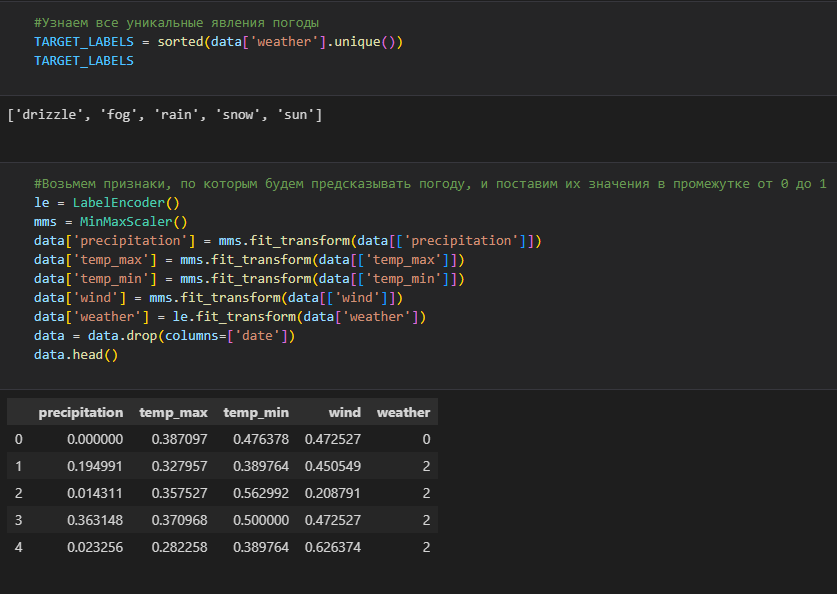 #Узнаем все уникальные явления погоды
TARGET_LABELS = sorted(data['weather'].unique())
TARGET_LABELS
['drizzle', 'fog', 'rain', 'snow', 'sun']
#Возьмем признаки, по которым будем предсказывать погоду, и поставим их значения в промежутке от 0 до 1
le = LabelEncoder()
mms = MinMaxScaler()
data['precipitation'] = mms.fit_transform(data[['precipitation']])
data['temp_max'] = mms.fit_transform(data[['temp_max']])
data['temp_min'] = mms.fit_transform(data[['temp_min']])
data['wind'] = mms.fit_transform(data[['wind']])
data['weather'] = le.fit_transform(data['weather'])
data = data.drop(columns=['date'])
data.head()
precipitation temp_max temp_min wind weather
0 0.000000 0.387097 0.476378 0.472527 0
1 0.194991 0.327957 0.389764 0.450549 2
2 0.014311 0.357527 0.562992 0.208791 2
3 0.363148 0.370968 0.500000 0.472527 2
4 0.023256 0.282258 0.389764 0.626374 2